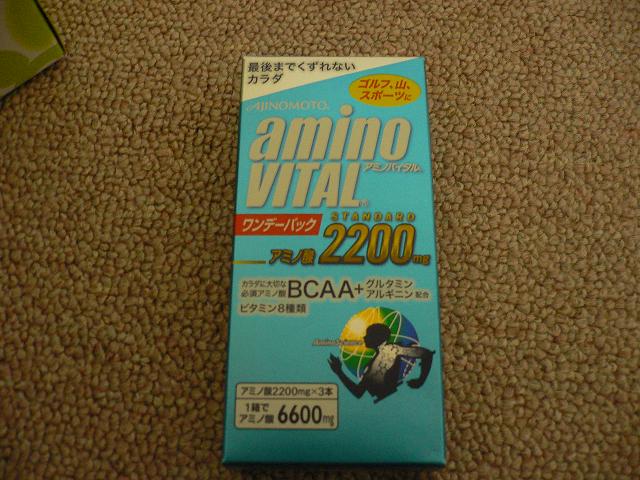 最後までくずれない
カラダ
ゴルフ、山、
スポーツに
AJINOMOTO.
amino
アミノバイタル
VITAL
ワンデーパック
STANDARD
アミノ酸 2200mg
カラダに大切な
必須アミノ酸 BCAA+ グルタミン
アルギニン 配合
ビタミン8種類
AminoScience
アミノ酸2200mg×3本
1箱で
アミノ酸 6600mg